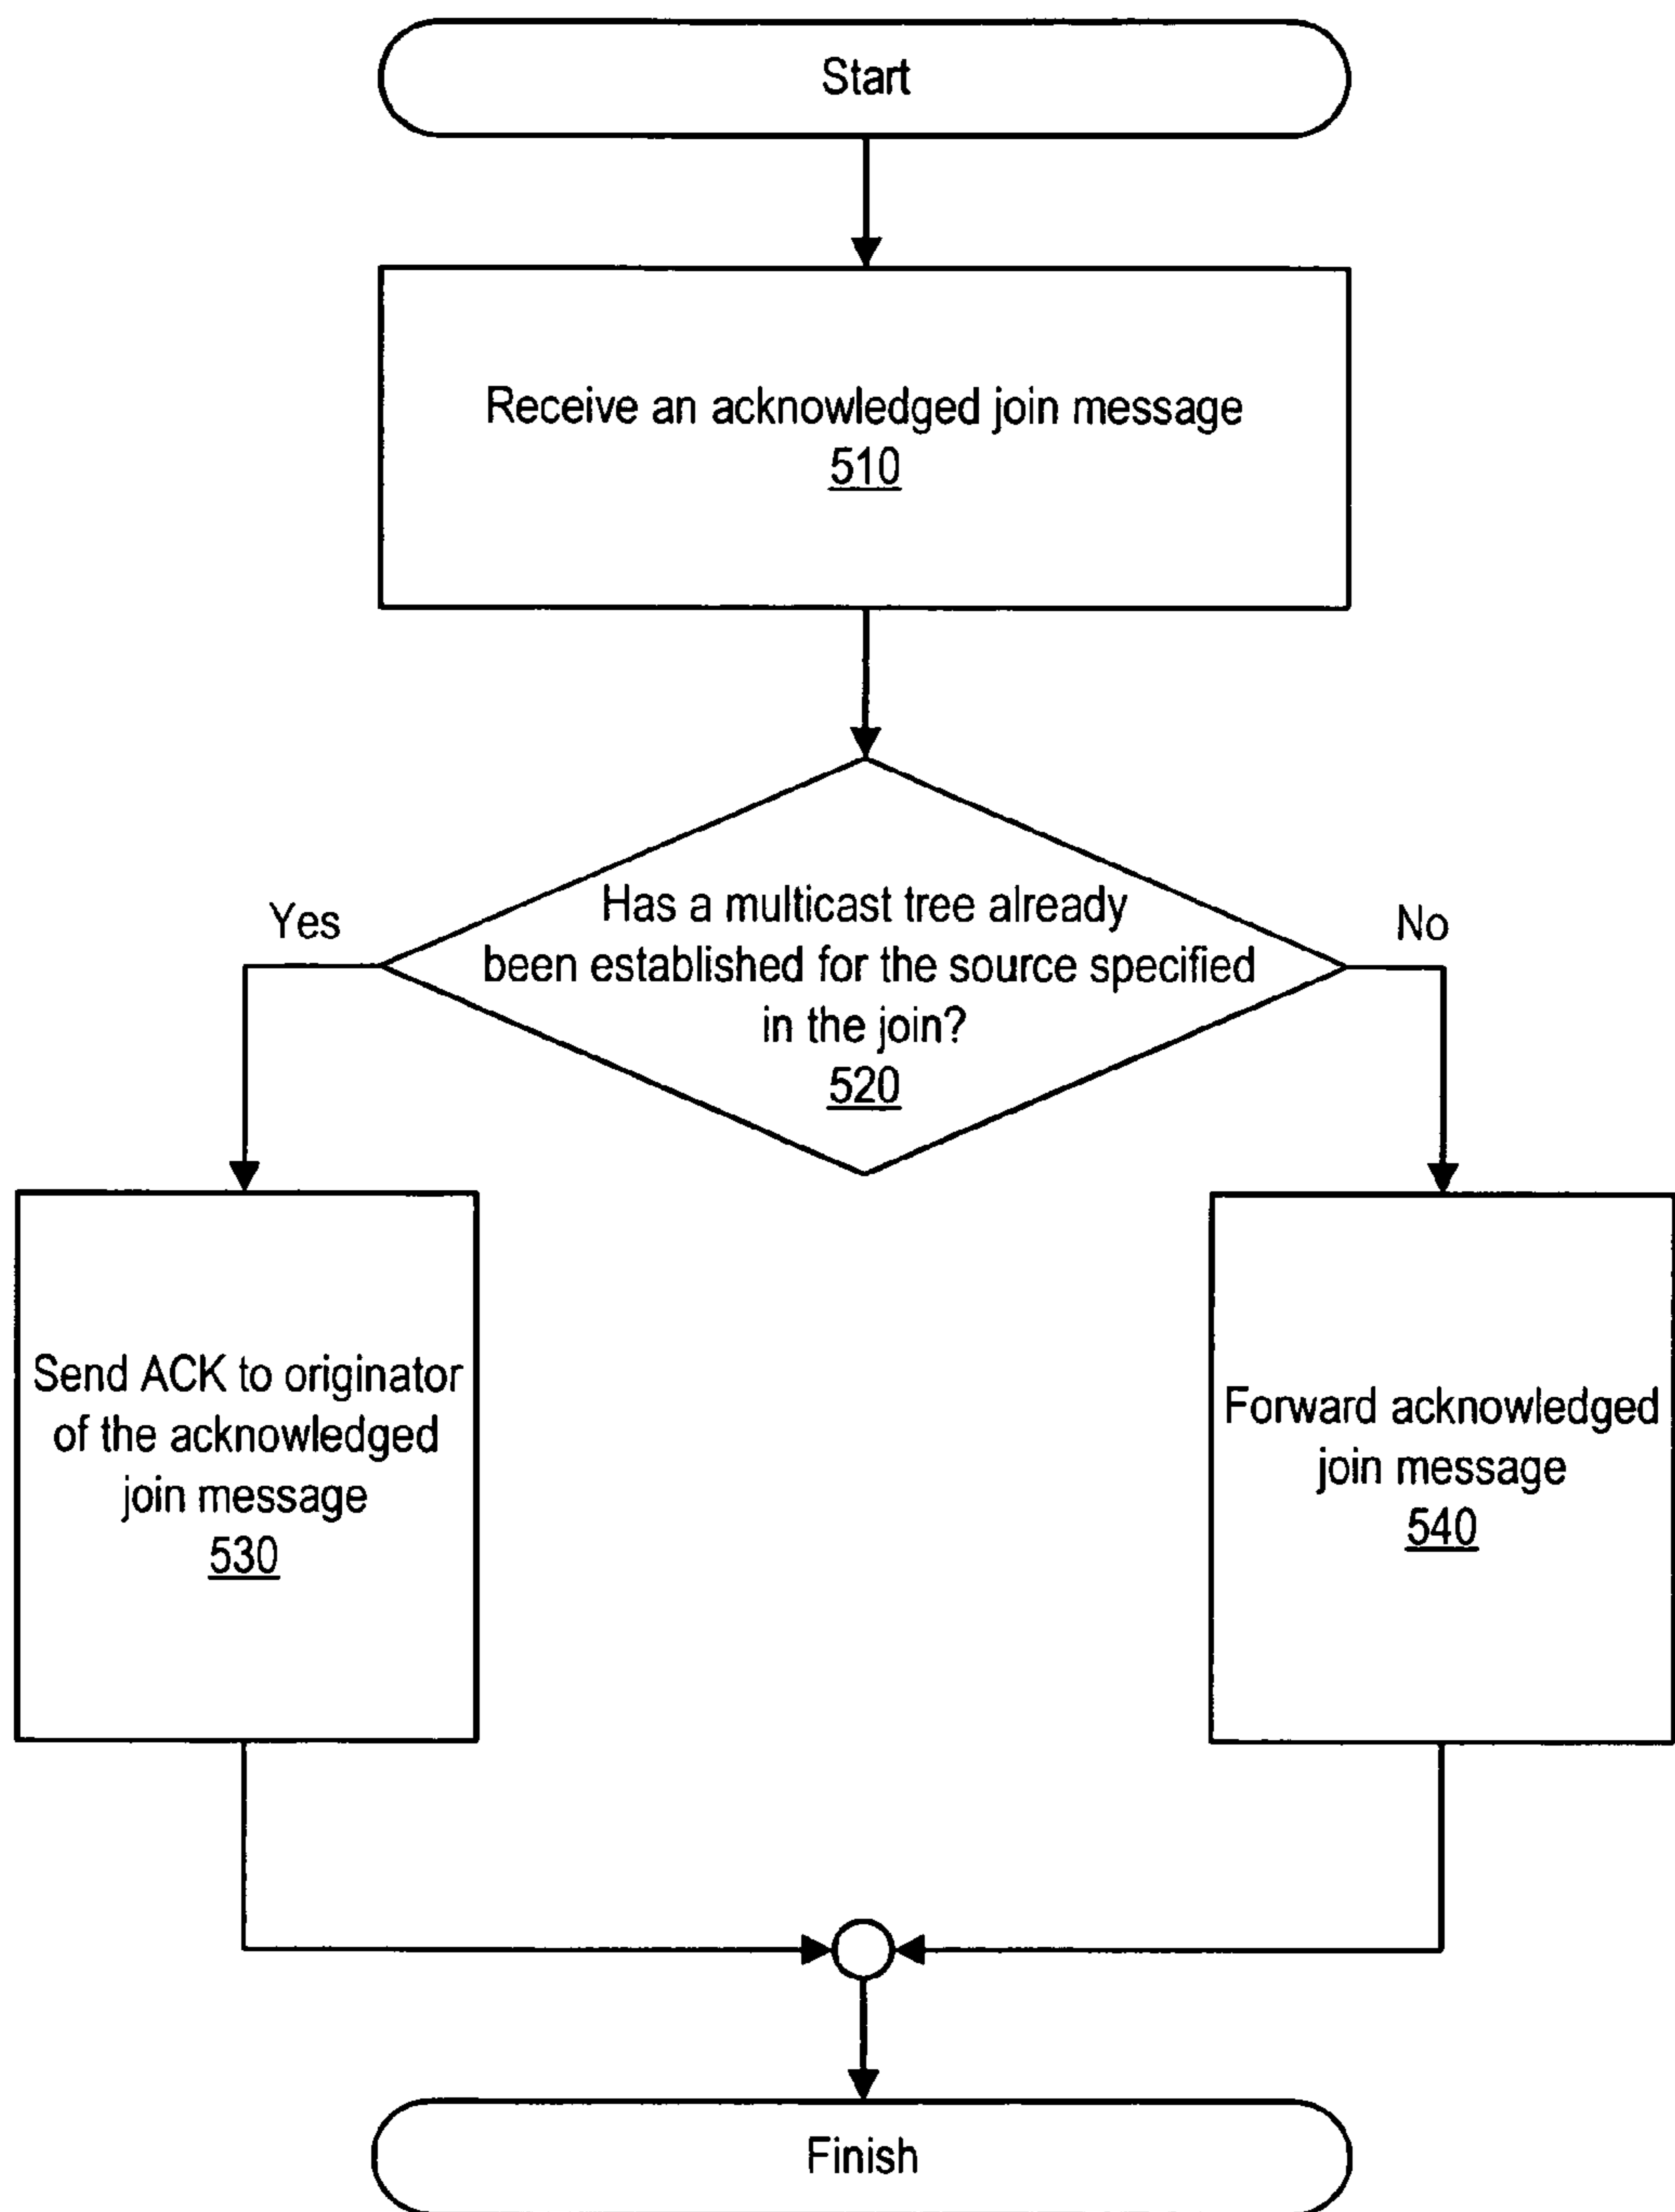 Start
Receive an acknowledged join message
510
Has a multicast tree already
been established for the source specified
in the join?
520
Yes
No
Send ACK to originator
of the acknowledged
join message
530
Forward acknowledged
join message
540
Finish